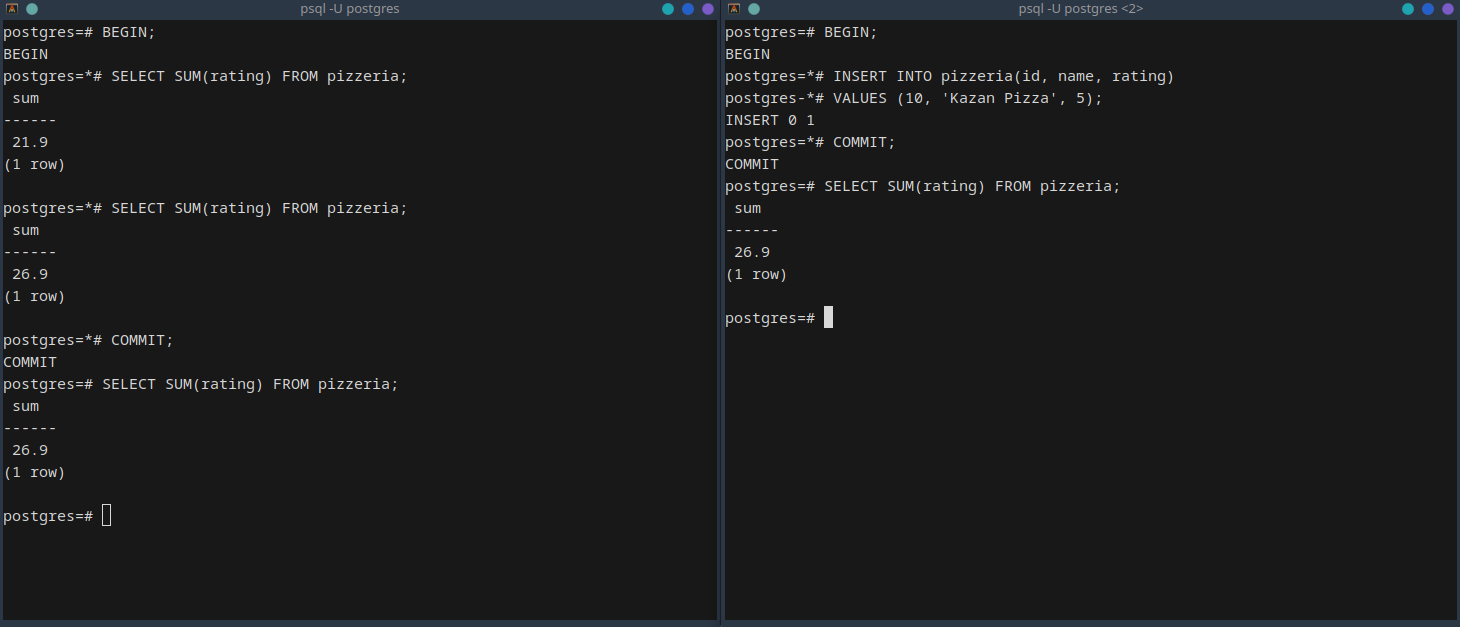 psql -U postgres
postgres=# BEGIN;
BEGIN
postgres=*# SELECT SUM(rating) FROM pizzeria;
 sum
------
 21.9
(1 row)

postgres=*# SELECT SUM(rating) FROM pizzeria;
 sum
------
 26.9
(1 row)

postgres=*# COMMIT;
COMMIT
postgres=# SELECT SUM(rating) FROM pizzeria;
 sum
------
 26.9
(1 row)

postgres=#
psql -U postgres <2>
postgres=# BEGIN;
BEGIN
postgres=*# INSERT INTO pizzeria(id, name, rating)
postgres-*# VALUES (10, 'Kazan Pizza', 5);
INSERT 0 1
postgres=*# COMMIT;
COMMIT
postgres=# SELECT SUM(rating) FROM pizzeria;
 sum
------
 26.9
(1 row)

postgres=#